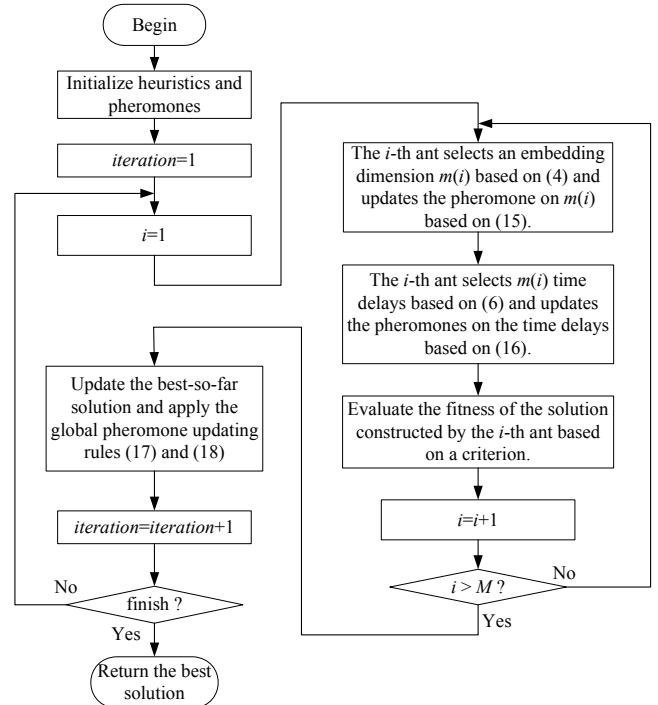 Begin
Initialize heuristics and
pheromones
iteration=1
i=1
The i-th ant selects an embedding
dimension m(i) based on (4) and
updates the pheromone on m(i)
based on (15).
The i-th ant selects m(i) time
delays based on (6) and updates
the pheromones on the time delays
based on (16).
Evaluate the fitness of the solution
constructed by the i-th ant based
on a criterion.
i=i+1
i > M ?
No
Yes
Update the best-so-far
solution and apply the
global pheromone updating
rules (17) and (18)
iteration=iteration+1
finish ?
No
Yes
Return the best
solution